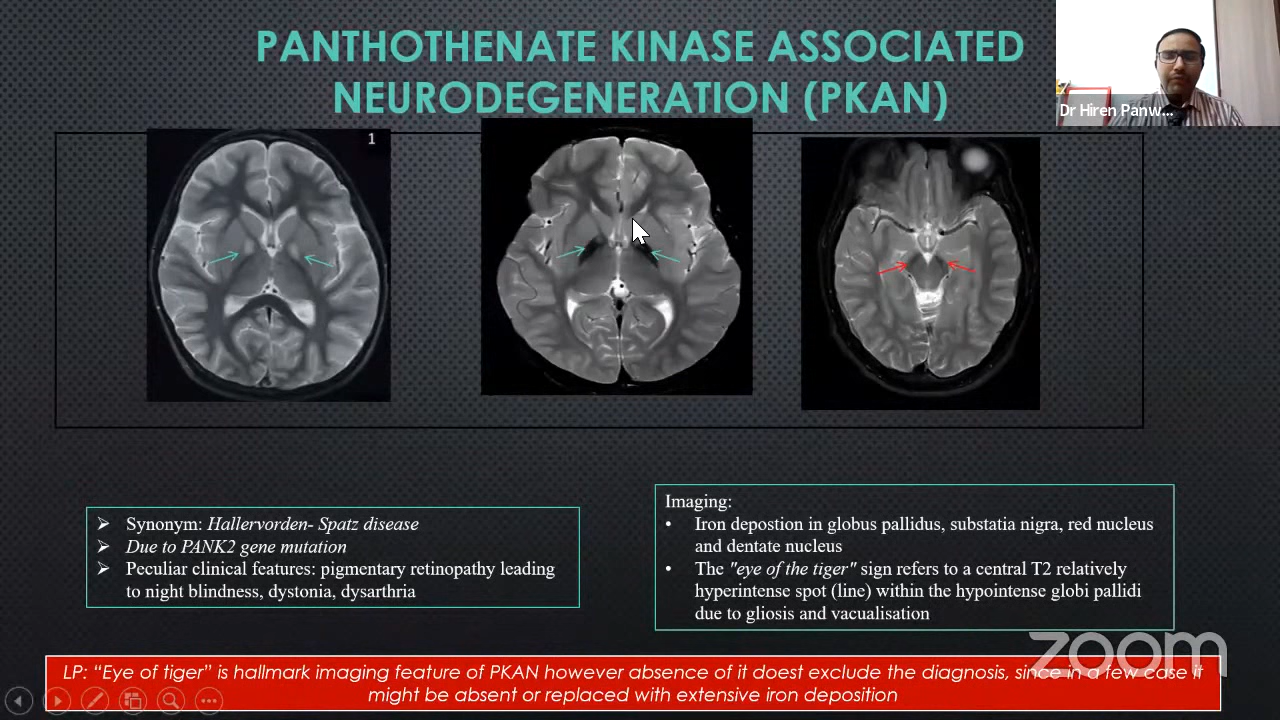 PANTHOTHENATE KINASE ASSOCIATED
NEURODEGENERATION (PKAN)
Dr Hiren Panw...
1
Synonym: Hallervorden- Spatz disease
Due to PANK2 gene mutation
Peculiar clinical features: pigmentary retinopathy leading
to night blindness, dystonia, dysarthria
Imaging:
Iron depostion in globus pallidus, substatia nigra, red nucleus
and dentate nucleus
The "eye of the tiger" sign refers to a central T2 relatively
hyperintense spot (line) within the hypointense globi pallidi
due to gliosis and vacualisation
zoom
LP: “Eye of tiger” is hallmark imaging feature of PKAN however absence of it doest exclude the diagnosis, since in a few case it
might be absent or replaced with extensive iron deposition